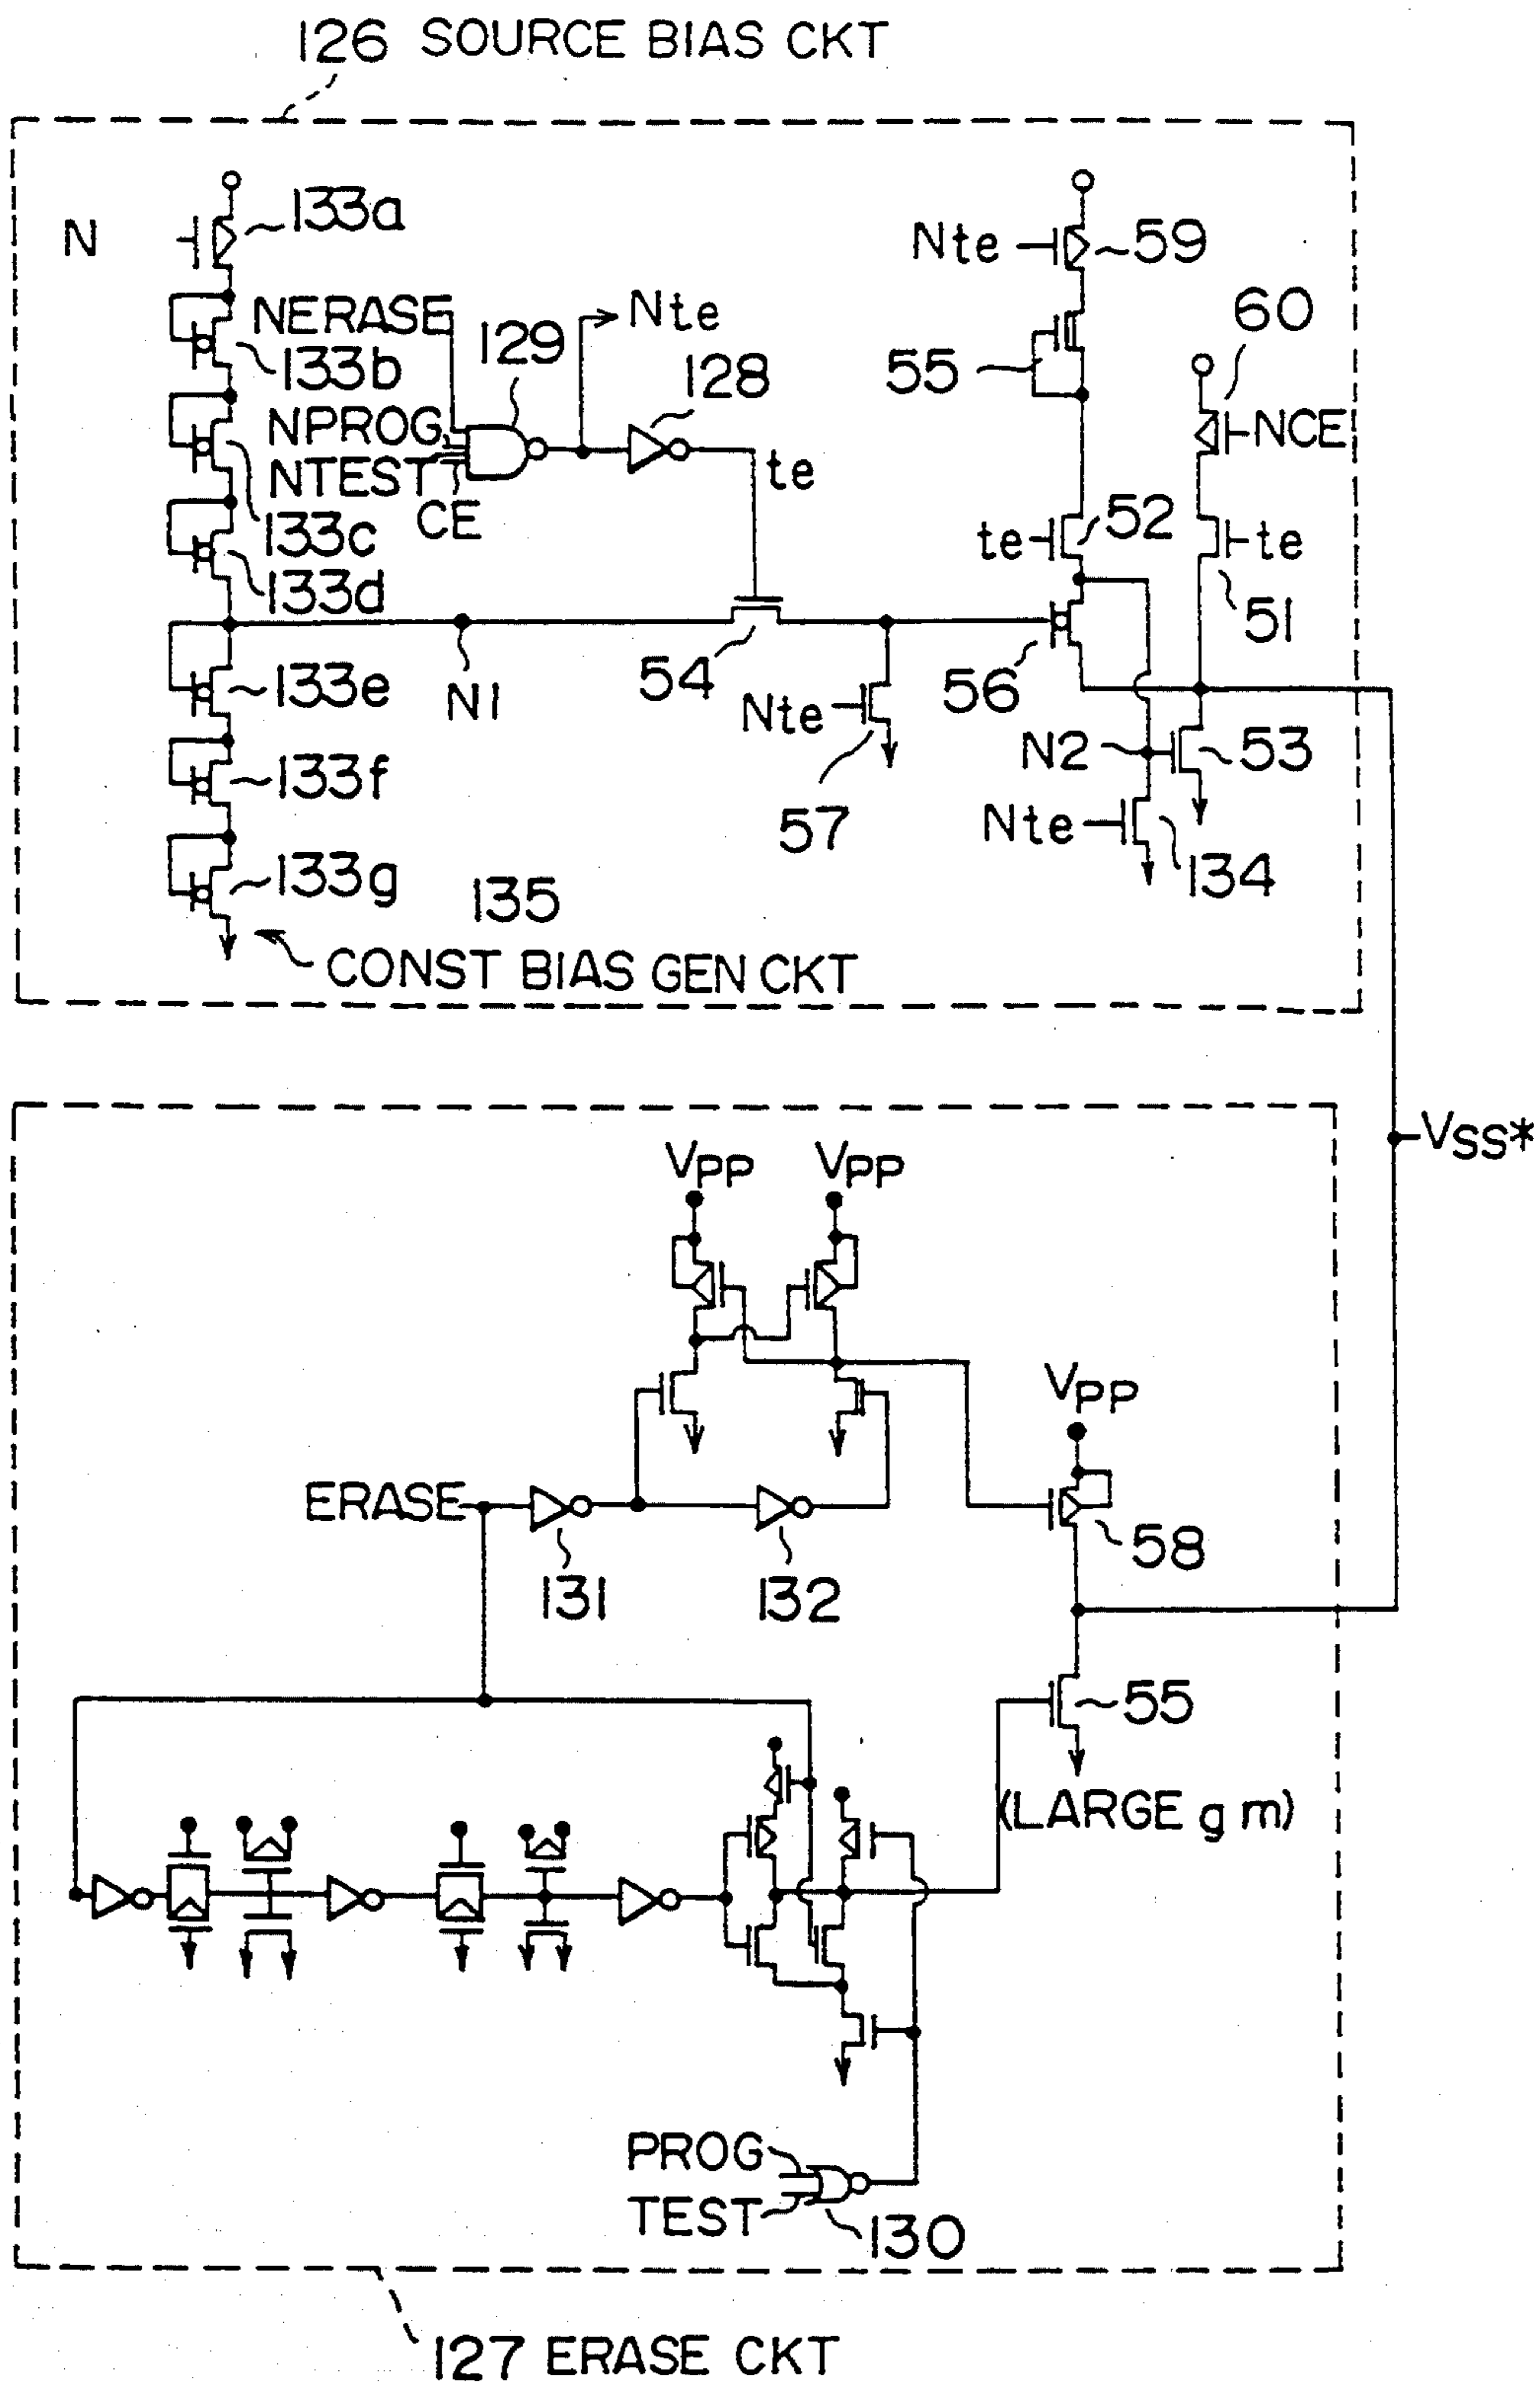 126 SOURCE BIAS CKT
N
133a
Nte
59
NERASE
129
Nte
60
133b
128
55
NPROG
NCE
NTEST
te
CE
52
133c
te
te
133d
51
133e
N1
54
56
Nte
N2
53
133f
57
Nte
133g
135
134
CONST BIAS GEN CKT
VSS*
VPP
VPP
VPP
ERASE
58
131
132
55
(LARGE g m)
PROG
TEST
130
127 ERASE CKT